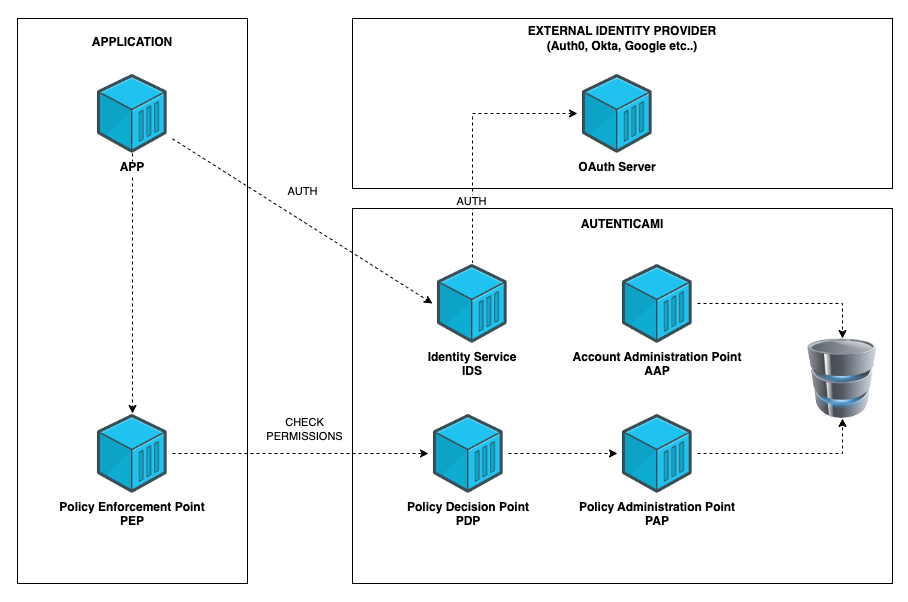 APPLICATION
APP
Policy Enforcement Point
PEP
AUTH
CHECK
PERMISSIONS
EXTERNAL IDENTITY PROVIDER
(Auth0, Okta, Google etc..)
OAuth Server
AUTH
AUTENTICAMI
Identity Service
IDS
Account Administration Point
AAP
Policy Decision Point
PDP
Policy Administration Point
PAP